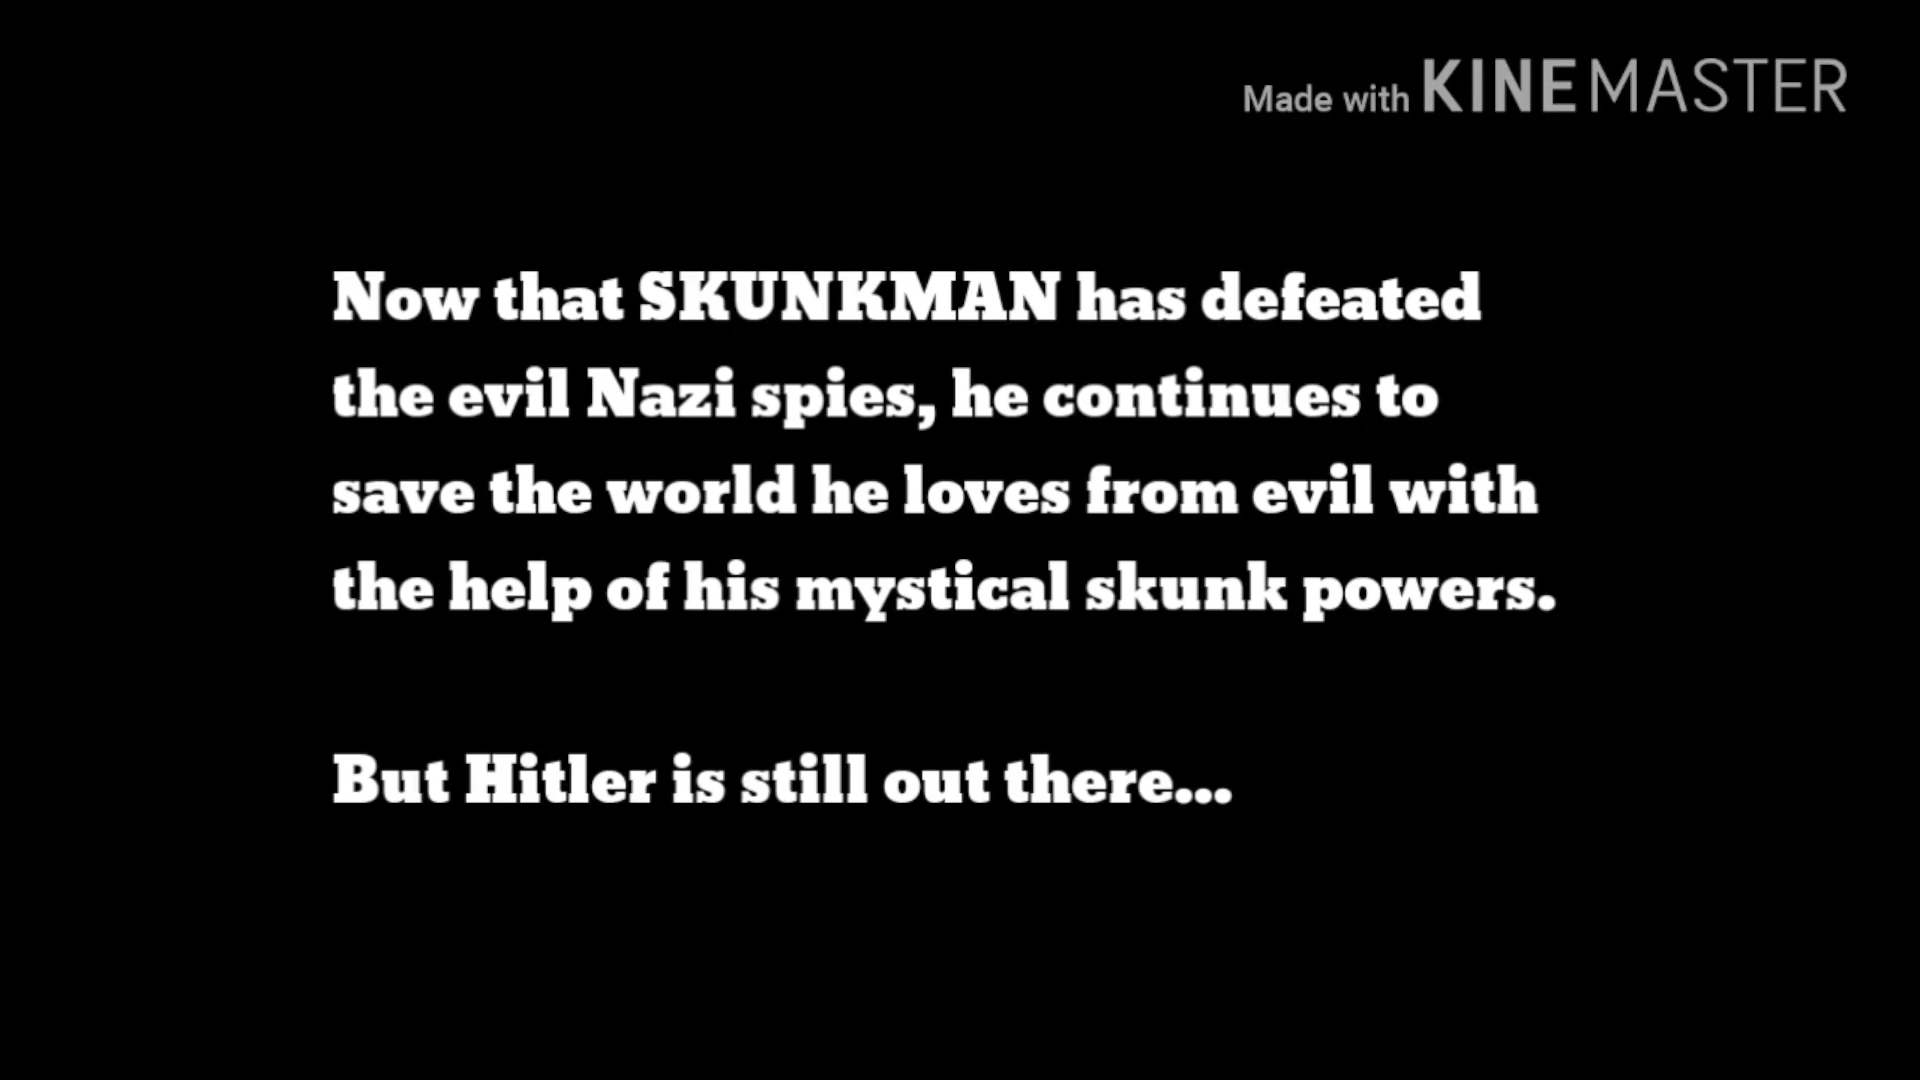 Made with KINEMASTER
Now that SKUNKMAN has defeated
the evil Nazi spies, he continues to
save the world he loves from evil with
the help of his mystical skunk powers.
But Hitler is still out there...